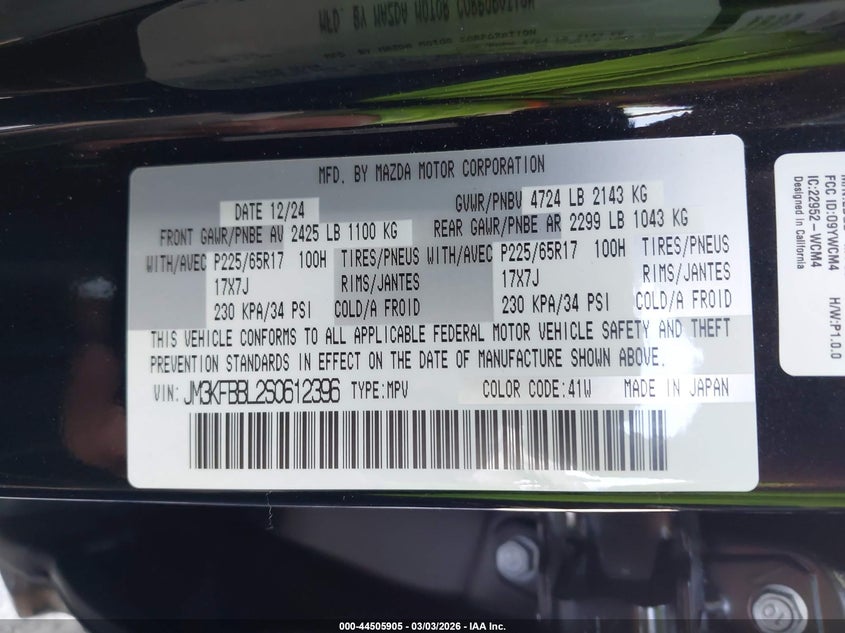 MFD. BY MAZDA MOTOR CORPORATION
DATE 12/24
GVWR/PNBV 4724 LB 2143 KG
FRONT GAWR/PNBE AV 2425 LB 1100 KG
REAR GAWR/PNBE AR 2299 LB 1043 KG
WITH/AVEC P225/65R17 100H TIRES/PNEUS WITH/AVEC P225/65R17 100H TIRES/PNEUS
17X7J RIMS/JANTES 17X7J RIMS/JANTES
230 KPA/34 PSI COLD/A FROID 230 KPA/34 PSI COLD/A FROID
THIS VEHICLE CONFORMS TO ALL APPLICABLE FEDERAL MOTOR VEHICLE SAFETY AND THEFT
PREVENTION STANDARDS IN EFFECT ON THE DATE OF MANUFACTURE SHOWN ABOVE.
VIN: JM3KFBBL2S0612396 TYPE:MPV COLOR CODE:41W MADE IN JAPAN
FCC ID:O9YWCM4
IC:22952-WCM4
Designed in California
H/W:P1.0.0
000-44505905 - 03/03/2026 - IAA Inc.